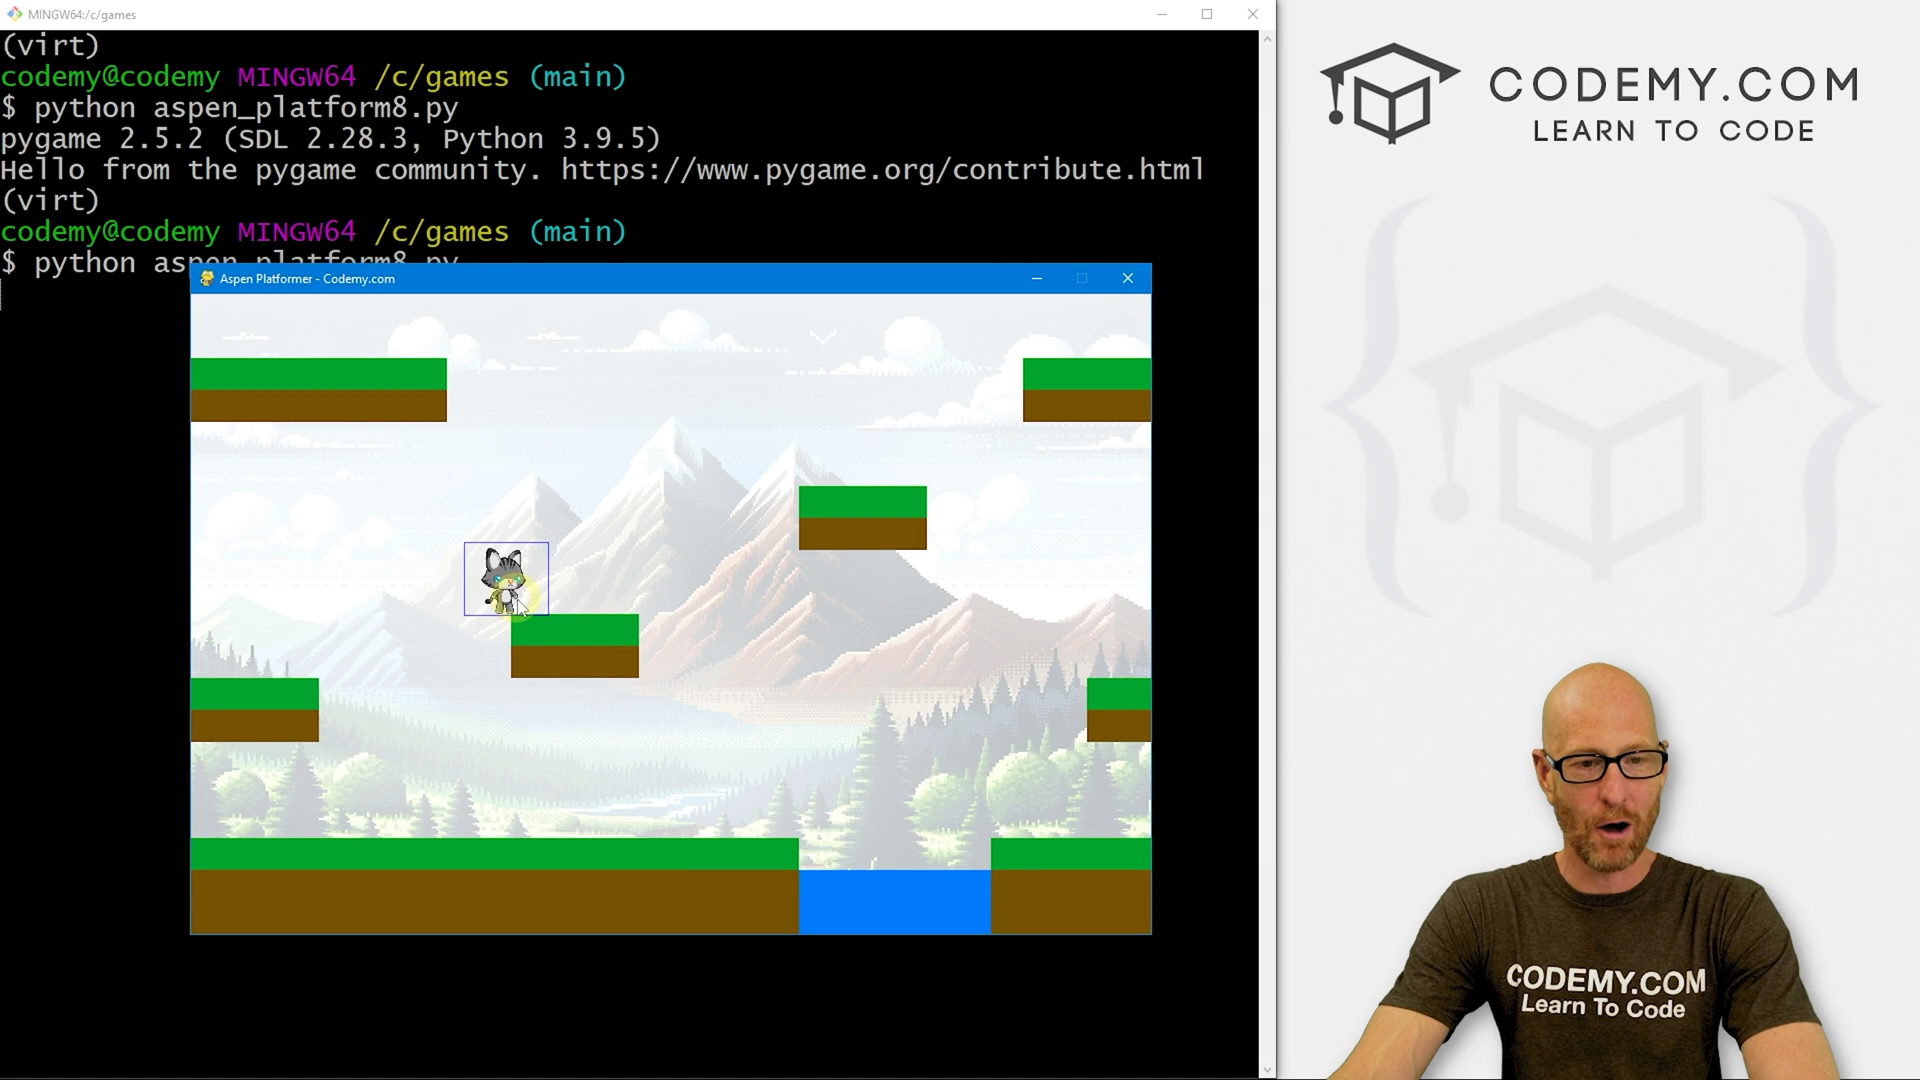 MINGW64:/c/games
(virt)
codemy@codemy MINGW64 /c/games (main)
$ python aspen_platform8.py
pygame 2.5.2 (SDL 2.28.3, Python 3.9.5)
Hello from the pygame community. https://www.pygame.org/contribute.html
(virt)
codemy@codemy MINGW64 /c/games (main)
$ python aspen_platform8.py
Aspen Platformer - Codemy.com
CODEMY.COM
LEARN TO CODE
CODEMY.COM
Learn To Code